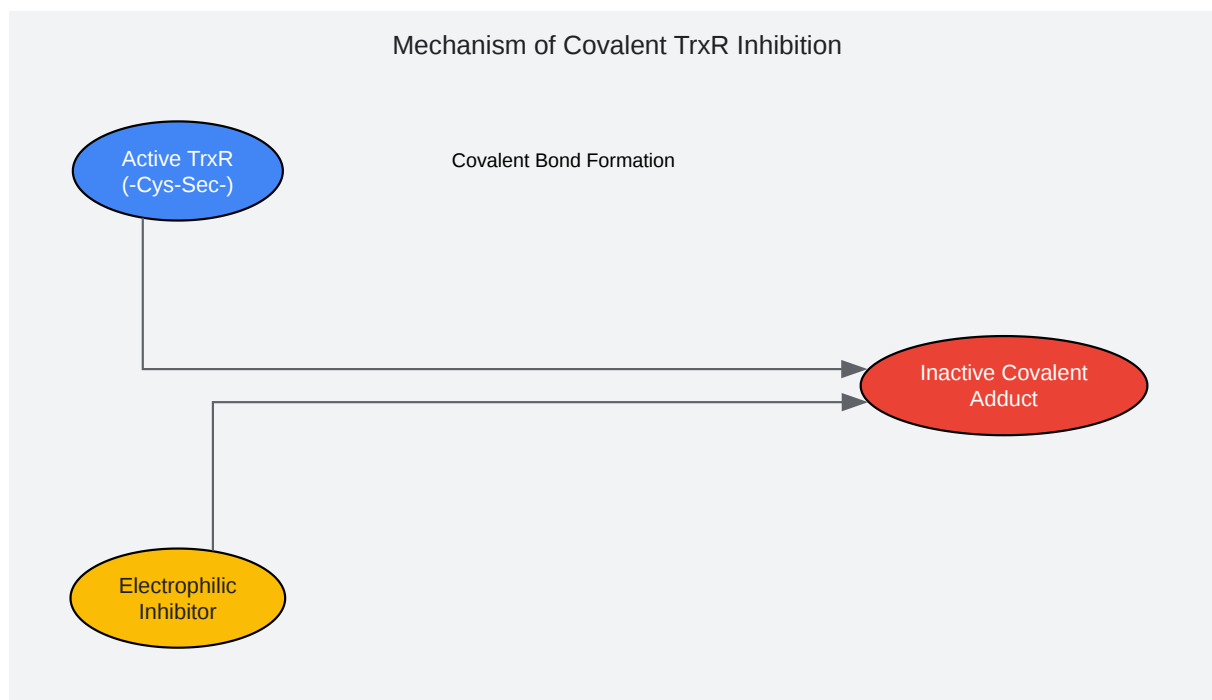 Mechanism of Covalent TrxR Inhibition
Active TrxR
(-Cys-Sec-)
Covalent Bond Formation
Inactive Covalent
Adduct
Electrophilic
Inhibitor